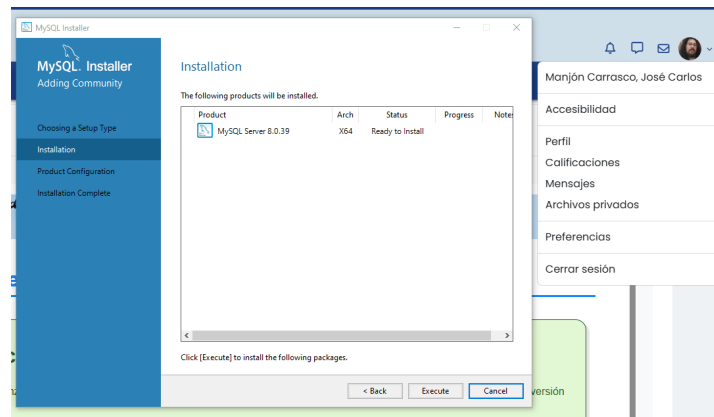 MySQL Installer
MySQL. Installer
Adding Community
Choosing a Setup Type
Installation
Product Configuration
Installation Complete
Installation
The following products will be installed.
Product Arch Status Progress Notes
MySQL Server 8.0.39 X64 Ready to Install
Click [Execute] to install the following packages.
< Back Execute Cancel
Manjón Carrasco, José Carlos
Accesibilidad
Perfil
Calificaciones
Mensajes
Archivos privados
Preferencias
Cerrar sesión